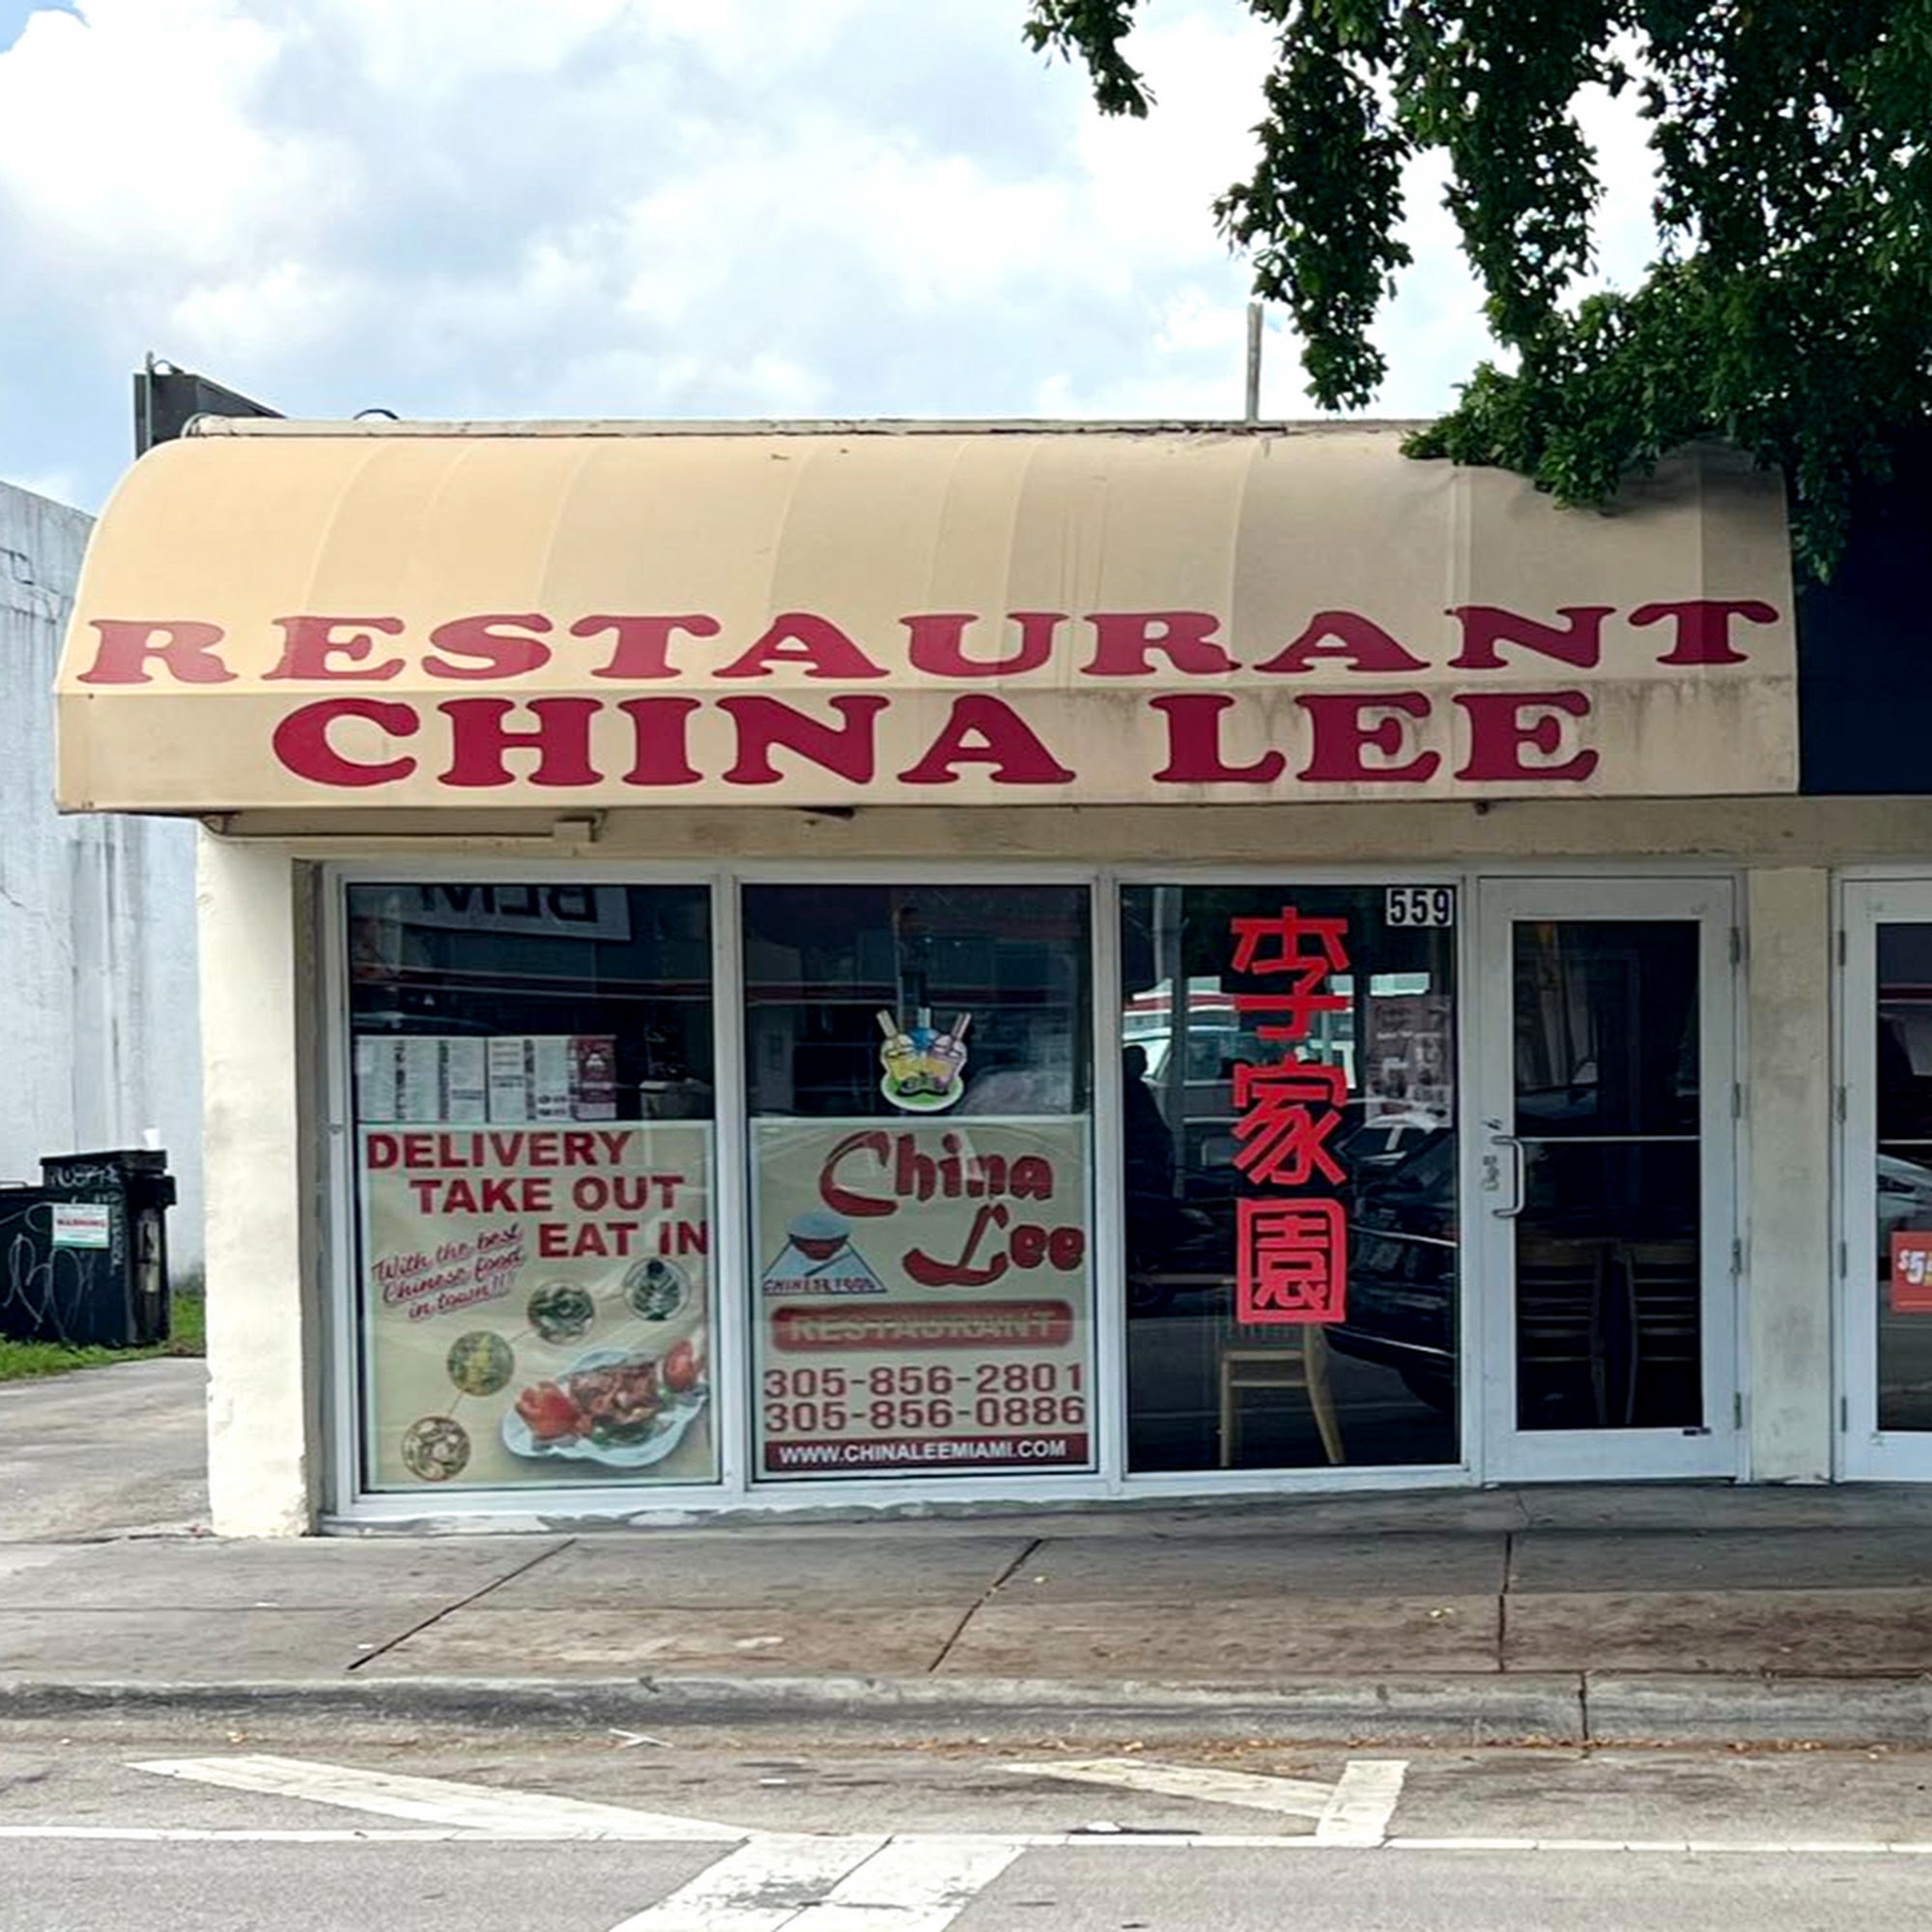 RESTAURANT
CHINA LEE
559
李家園
DELIVERY
TAKE OUT
EAT IN
With the best
Chinese food
in town!!!
China
Lee
CHINESE FOOD
RESTAURANT
305-856-2801
305-856-0886
WWW.CHINALEEMIAMI.COM
WARNING